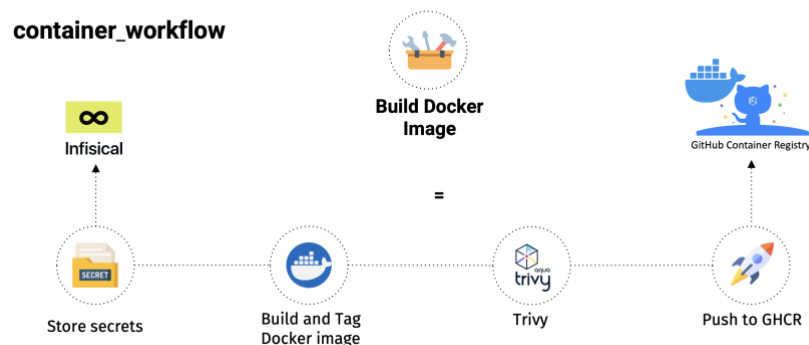 container_workflow
Build Docker
Image
Infisical
GitHub Container Registry
=
SECRET
aqua
trivy
Store secrets
Build and Tag
Docker image
Trivy
Push to GHCR